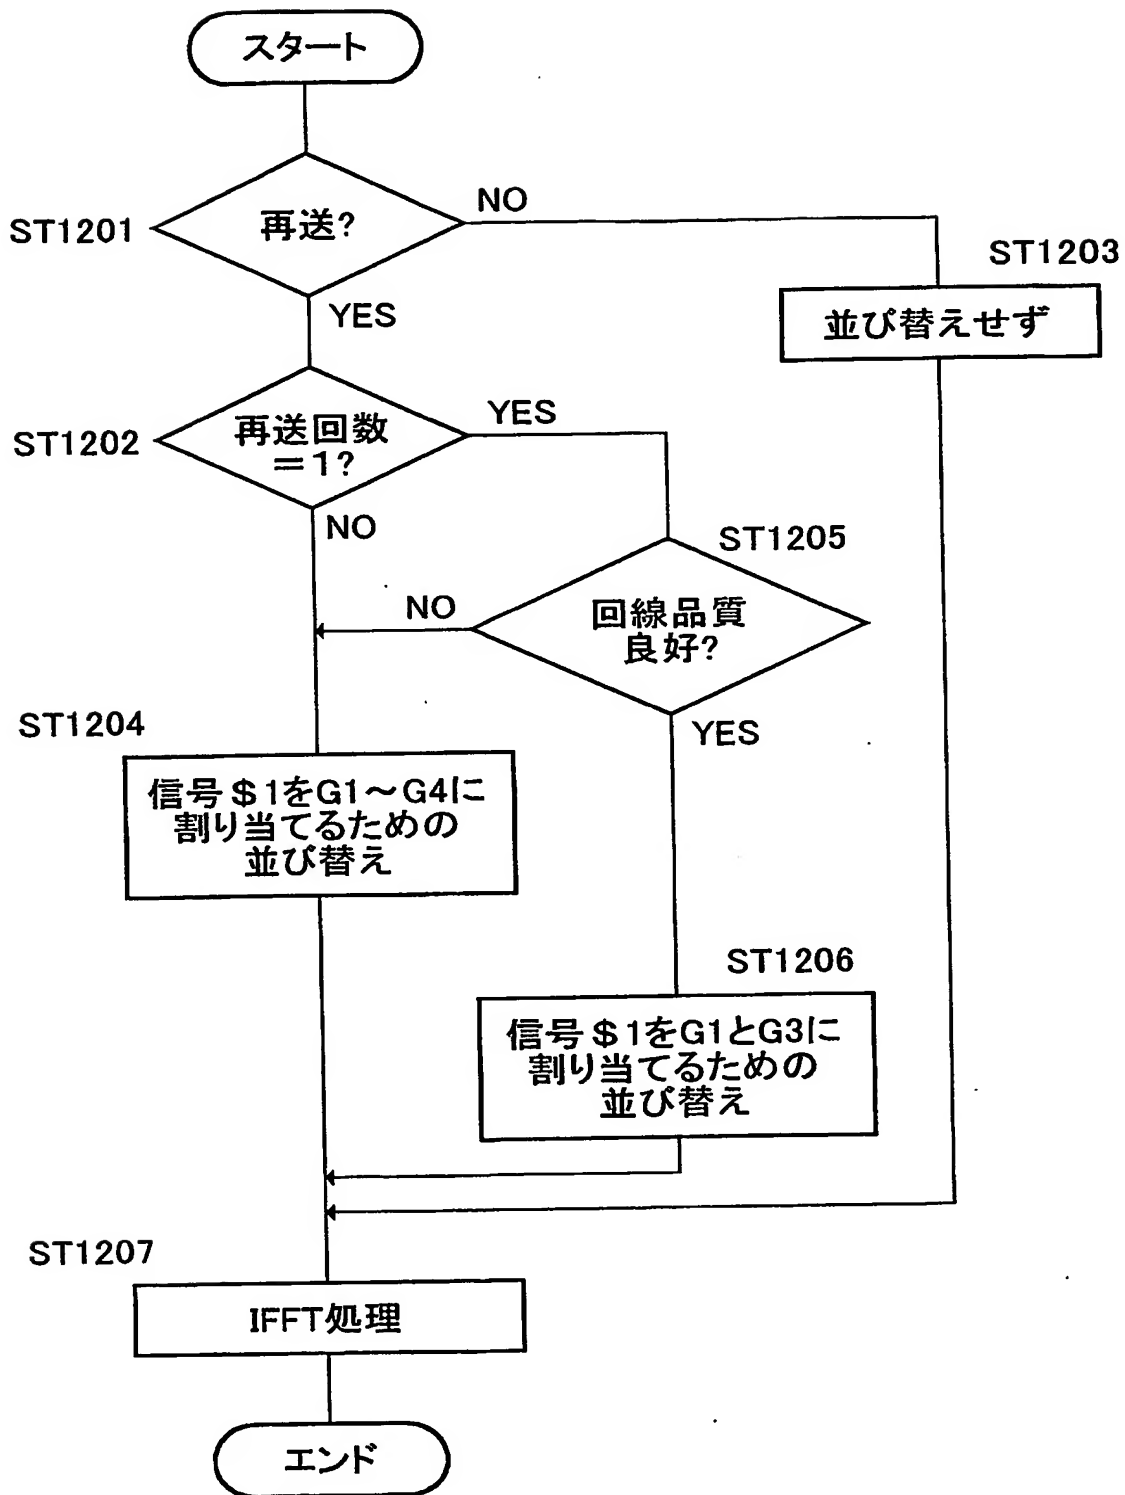 スタート
ST1201
再送?
NO
YES
ST1203
並び替えせず
ST1202
再送回数
=1?
YES
NO
ST1205
回線品質
良好?
NO
YES
ST1204
信号$1をG1~G4に
割り当てるための
並び替え
ST1206
信号$1をG1とG3に
割り当てるための
並び替え
ST1207
IFFT処理
エンド